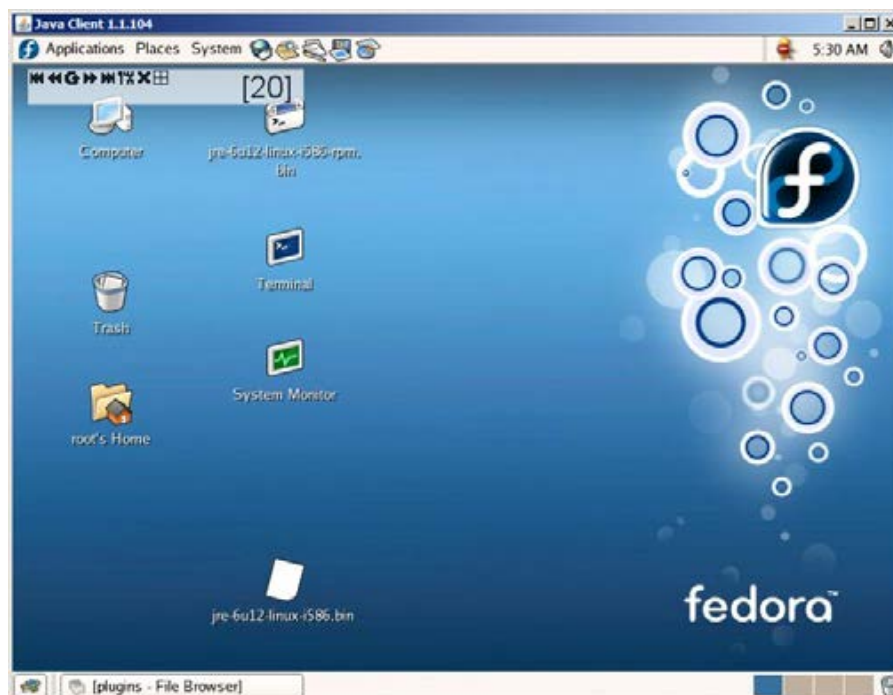 Java Client 1.1.104
Applications Places System
5:30 AM
[20]
Computer
jre-6u12-linux-i586-rpm.
bin
Terminal
Trash
System Monitor
root's Home
jre-6u12-linux-i586.bin
fedora™
[plugins - File Browser]